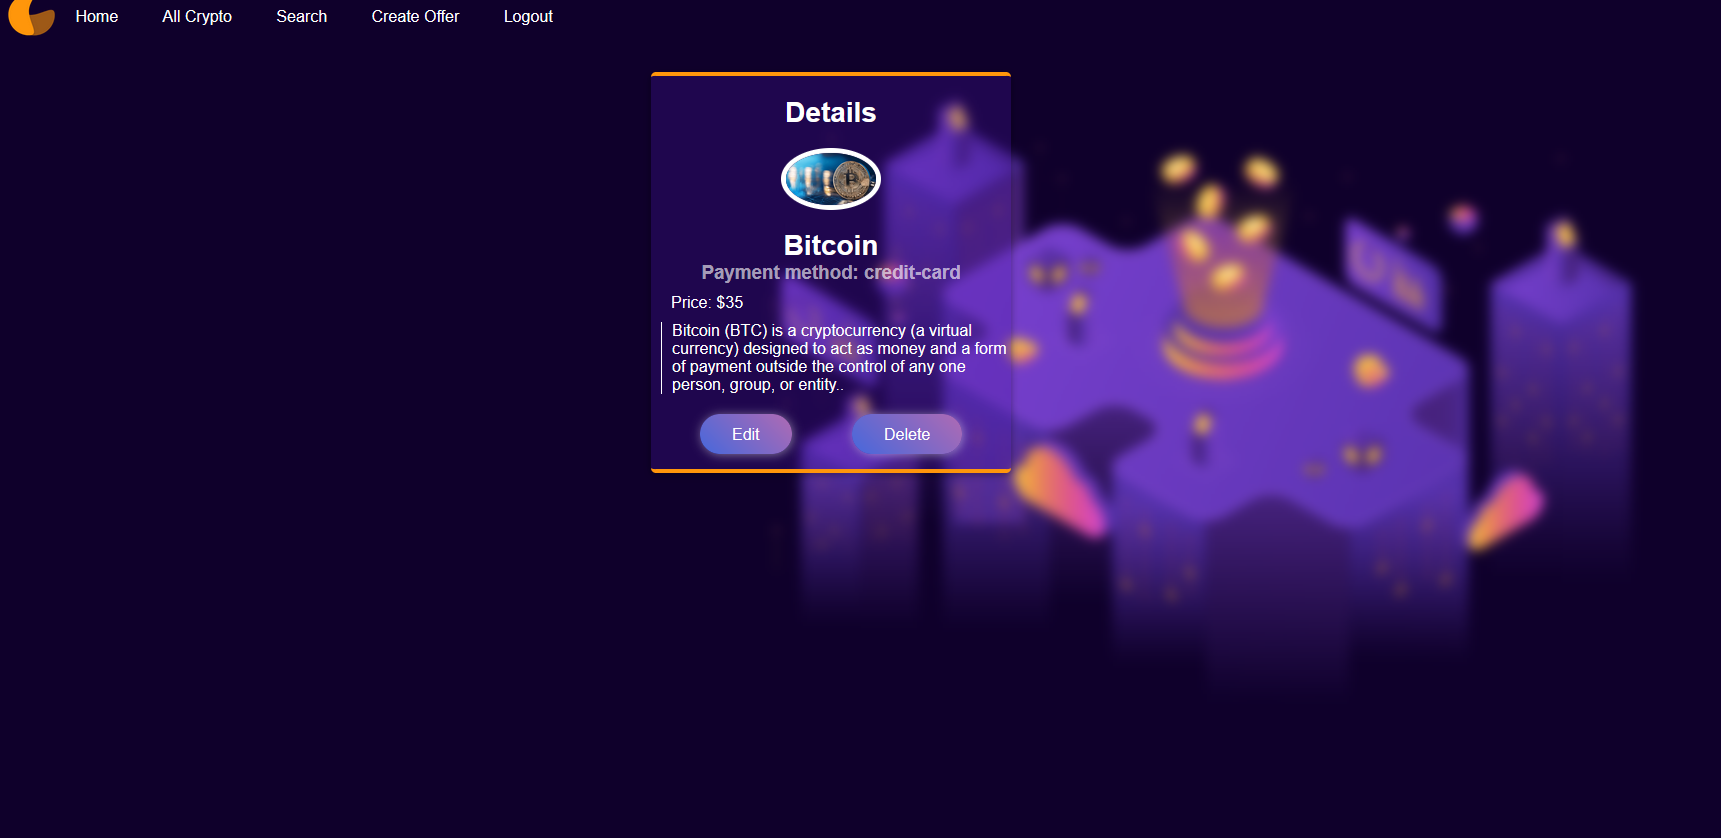 Home All Crypto Search Create Offer Logout
Details
Bitcoin
Payment method: credit-card
Price: $35
Bitcoin (BTC) is a cryptocurrency (a virtual
currency) designed to act as money and a form
of payment outside the control of any one
person, group, or entity..
Edit Delete